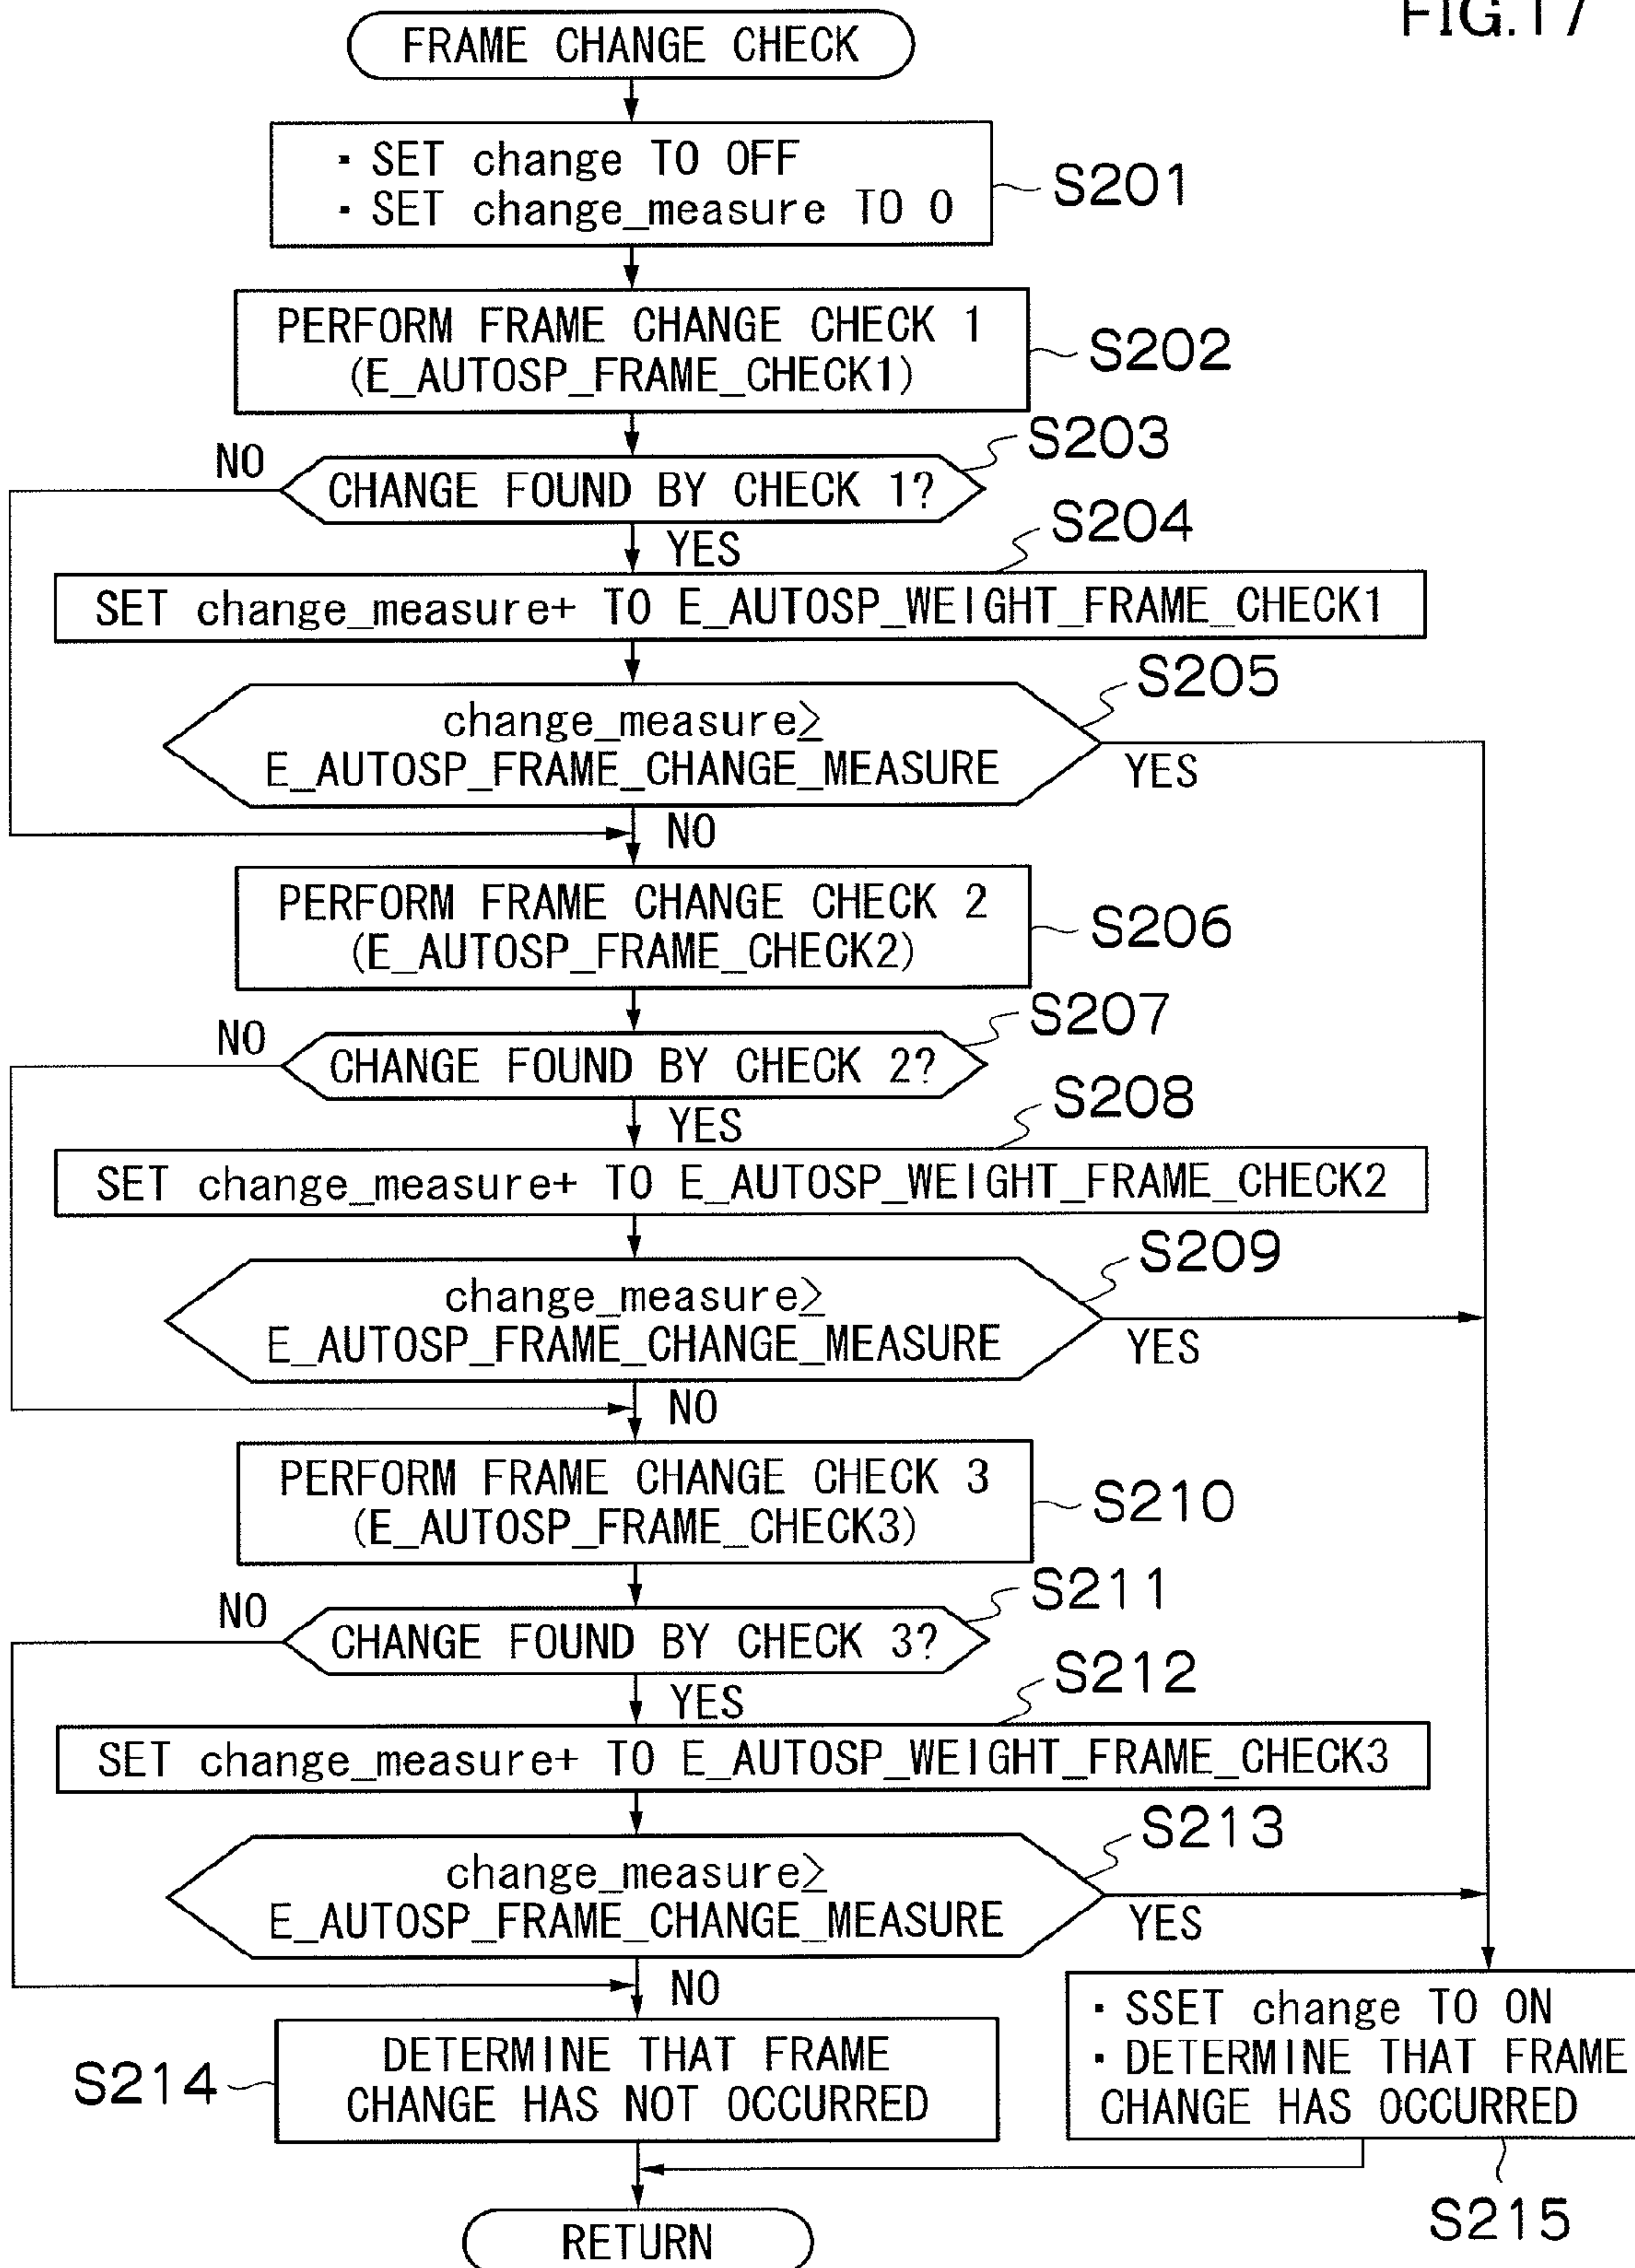 FIG.17
FRAME CHANGE CHECK
· SET change TO OFF
· SET change_measure TO 0
S201
PERFORM FRAME CHANGE CHECK 1
(E_AUTOSP_FRAME_CHECK1)
S202
S203
NO
CHANGE FOUND BY CHECK 1?
YES
S204
SET change_measure+ TO E_AUTOSP_WEIGHT_FRAME_CHECK1
S205
change_measure≥
E_AUTOSP_FRAME_CHANGE_MEASURE
YES
NO
PERFORM FRAME CHANGE CHECK 2
(E_AUTOSP_FRAME_CHECK2)
S206
S207
NO
CHANGE FOUND BY CHECK 2?
YES
S208
SET change_measure+ TO E_AUTOSP_WEIGHT_FRAME_CHECK2
S209
change_measure≥
E_AUTOSP_FRAME_CHANGE_MEASURE
YES
NO
PERFORM FRAME CHANGE CHECK 3
(E_AUTOSP_FRAME_CHECK3)
S210
S211
NO
CHANGE FOUND BY CHECK 3?
YES
S212
SET change_measure+ TO E_AUTOSP_WEIGHT_FRAME_CHECK3
S213
change_measure≥
E_AUTOSP_FRAME_CHANGE_MEASURE
YES
NO
S214
DETERMINE THAT FRAME
CHANGE HAS NOT OCCURRED
· SSET change TO ON
· DETERMINE THAT FRAME
CHANGE HAS OCCURRED
S215
RETURN